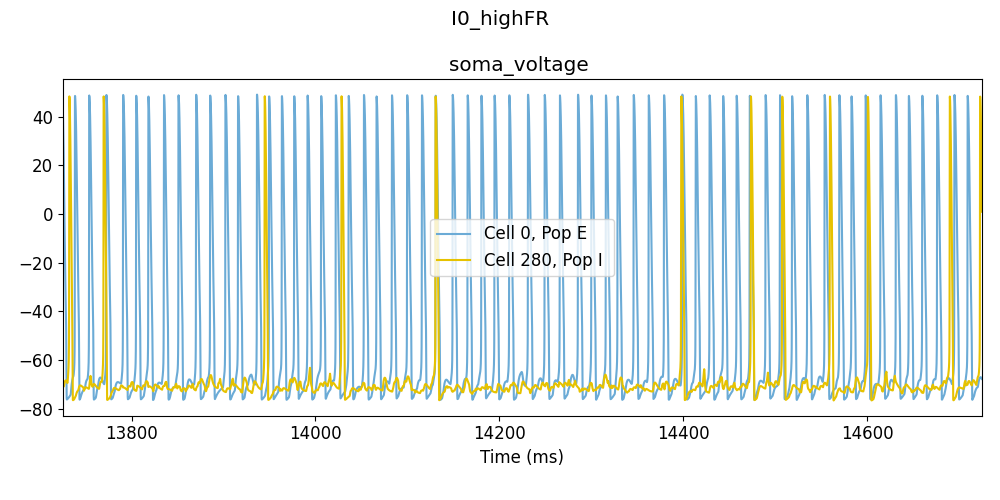 I0_highFR
soma_voltage
40
20
0
−20
−40
−60
−80
Cell 0, Pop E
Cell 280, Pop I
13800
14000
14200
14400
14600
Time (ms)